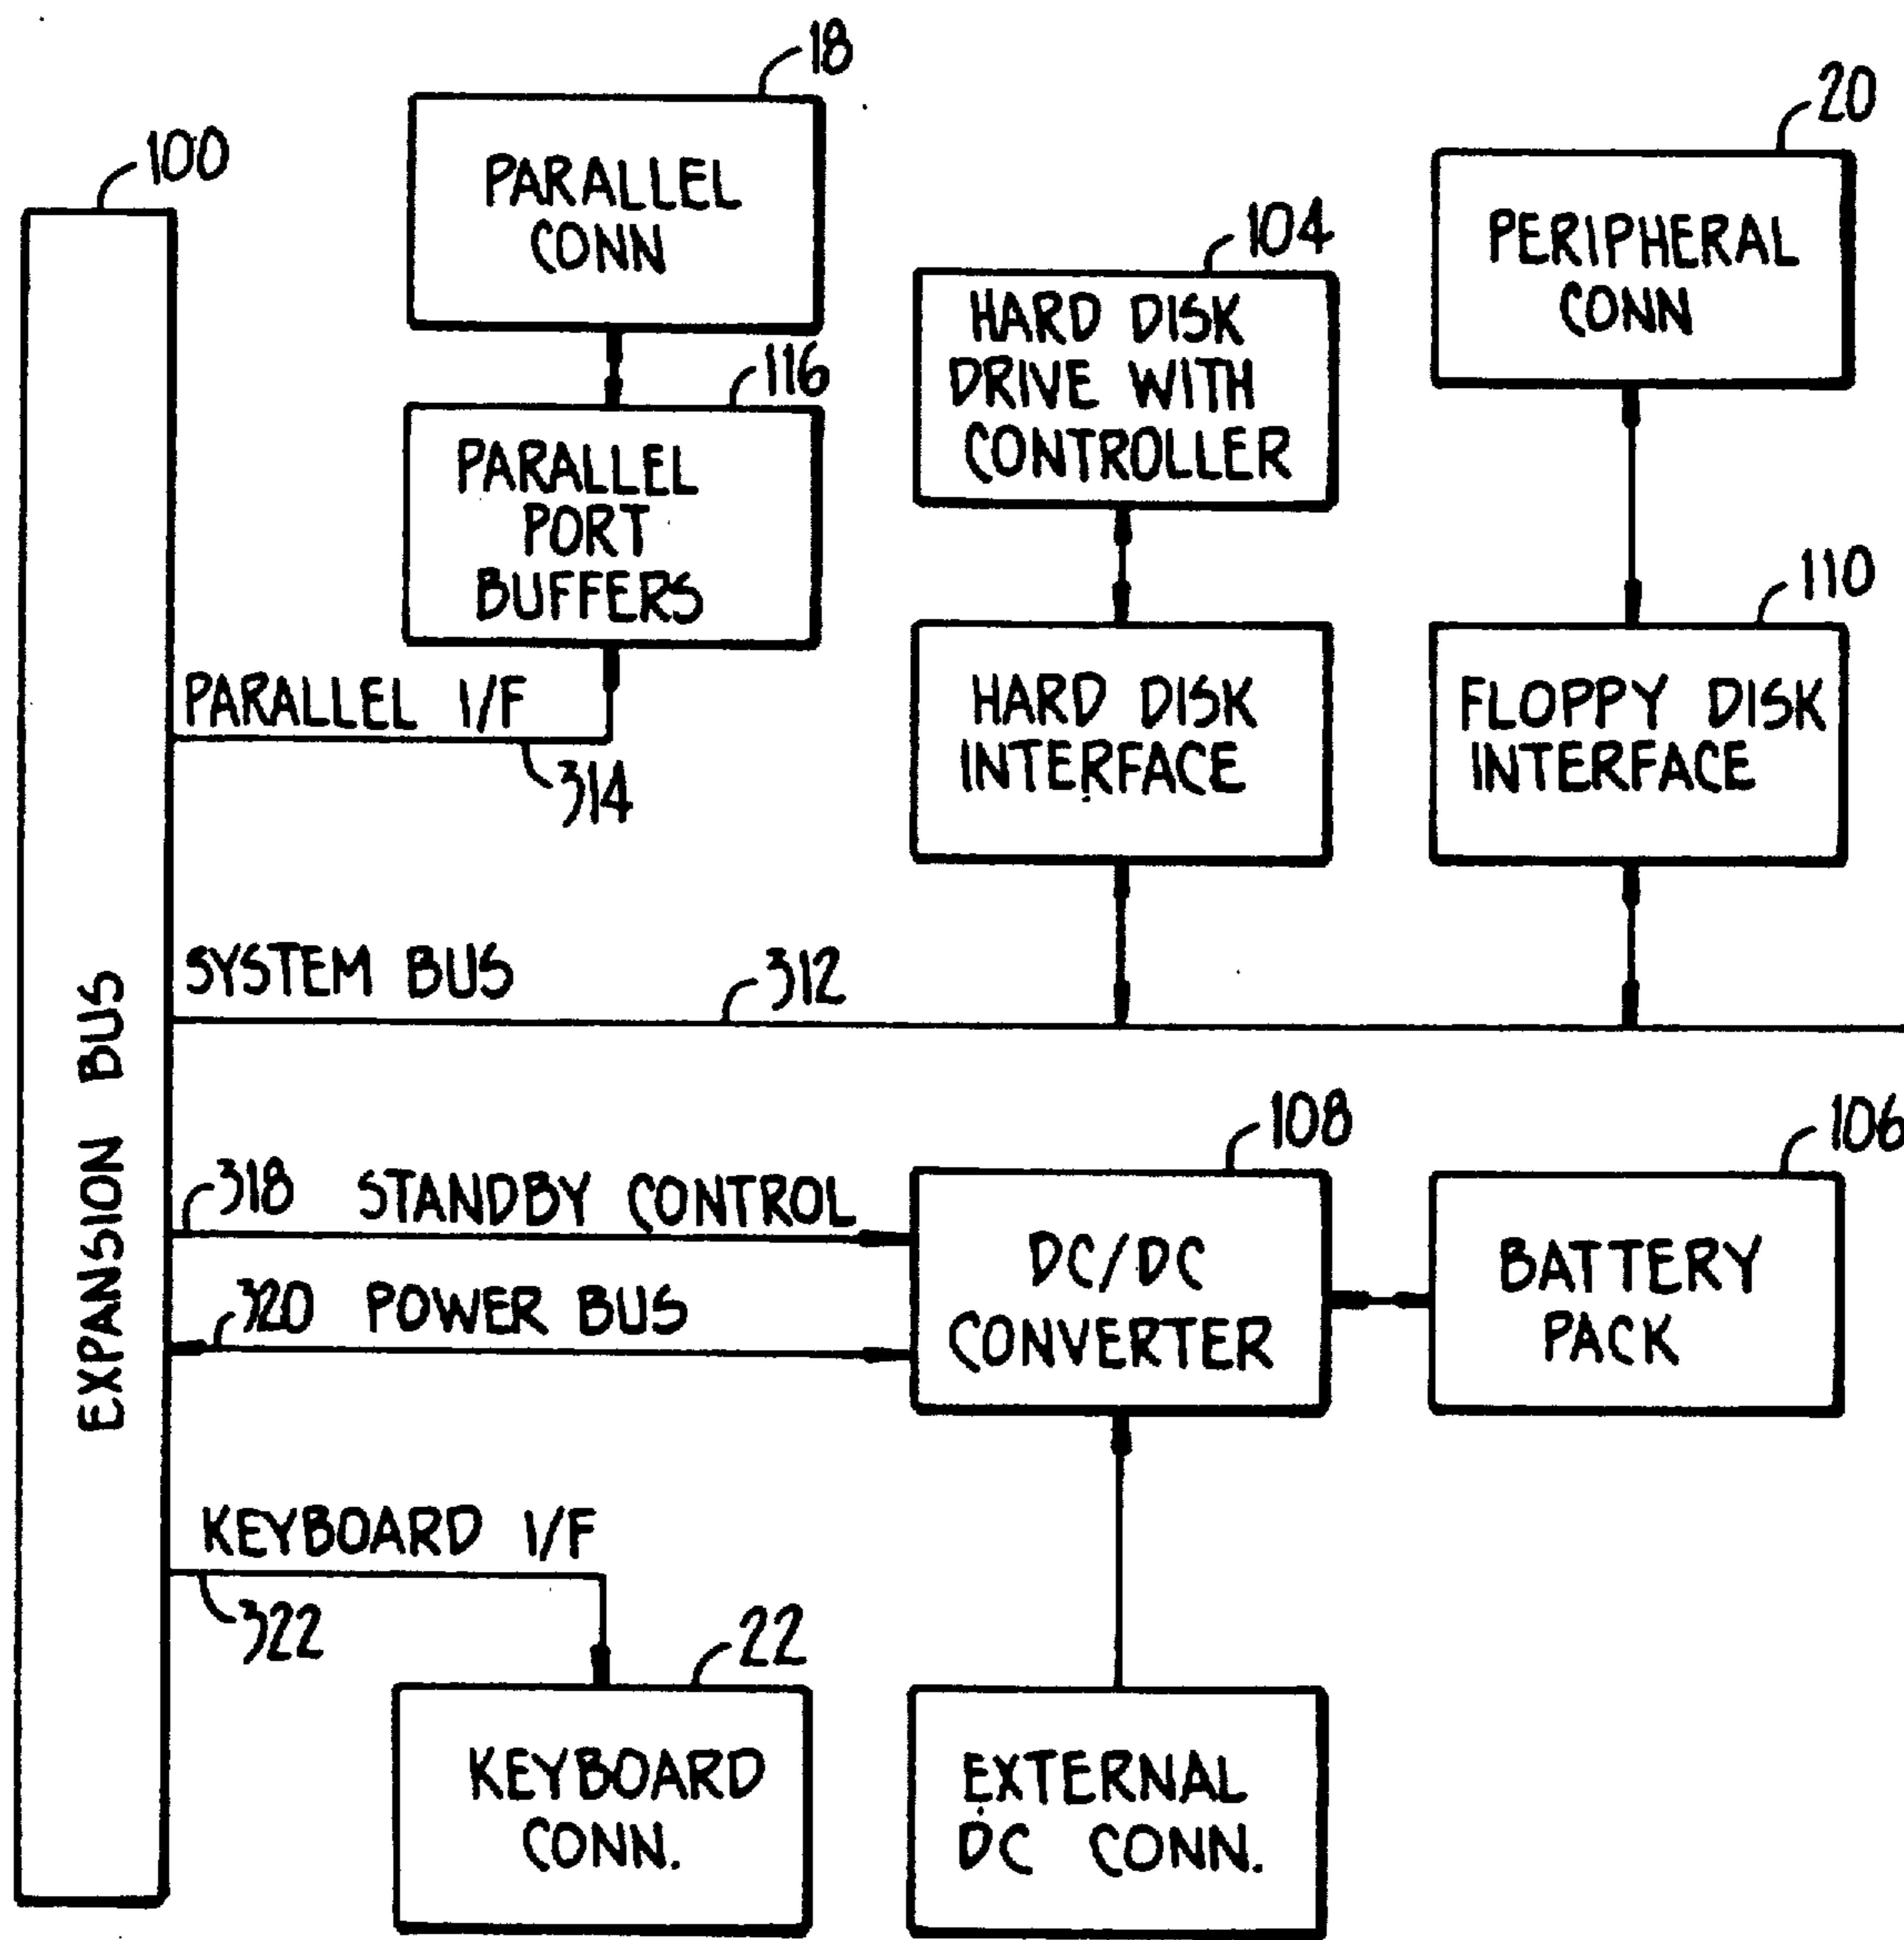 18
PARALLEL
CONN
20
PERIPHERAL
CONN
100
EXPANSION BUS
104
HARD DISK
DRIVE WITH
CONTROLLER
116
PARALLEL
PORT
BUFFERS
HARD DISK
INTERFACE
110
FLOPPY DISK
INTERFACE
PARALLEL I/F
314
SYSTEM BUS
312
318 STANDBY CONTROL
320 POWER BUS
108
DC/DC
CONVERTER
106
BATTERY
PACK
KEYBOARD I/F
322
22
KEYBOARD
CONN.
EXTERNAL
DC CONN.